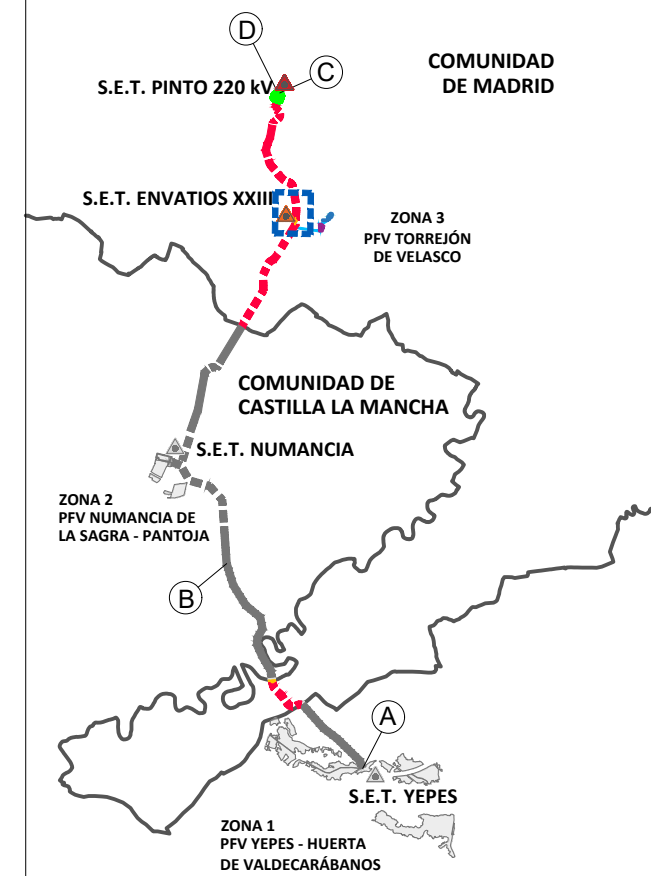 D
C
COMUNIDAD
DE MADRID
S.E.T. PINTO 220 kV
S.E.T. ENVATIOS XXIII
ZONA 3
PFV TORREJÓN
DE VELASCO
COMUNIDAD DE
CASTILLA LA MANCHA
S.E.T. NUMANCIA
ZONA 2
PFV NUMANCIA DE
LA SAGRA - PANTOJA
B
A
S.E.T. YEPES
ZONA 1
PFV YEPES - HUERTA
DE VALDECARÁBANOS